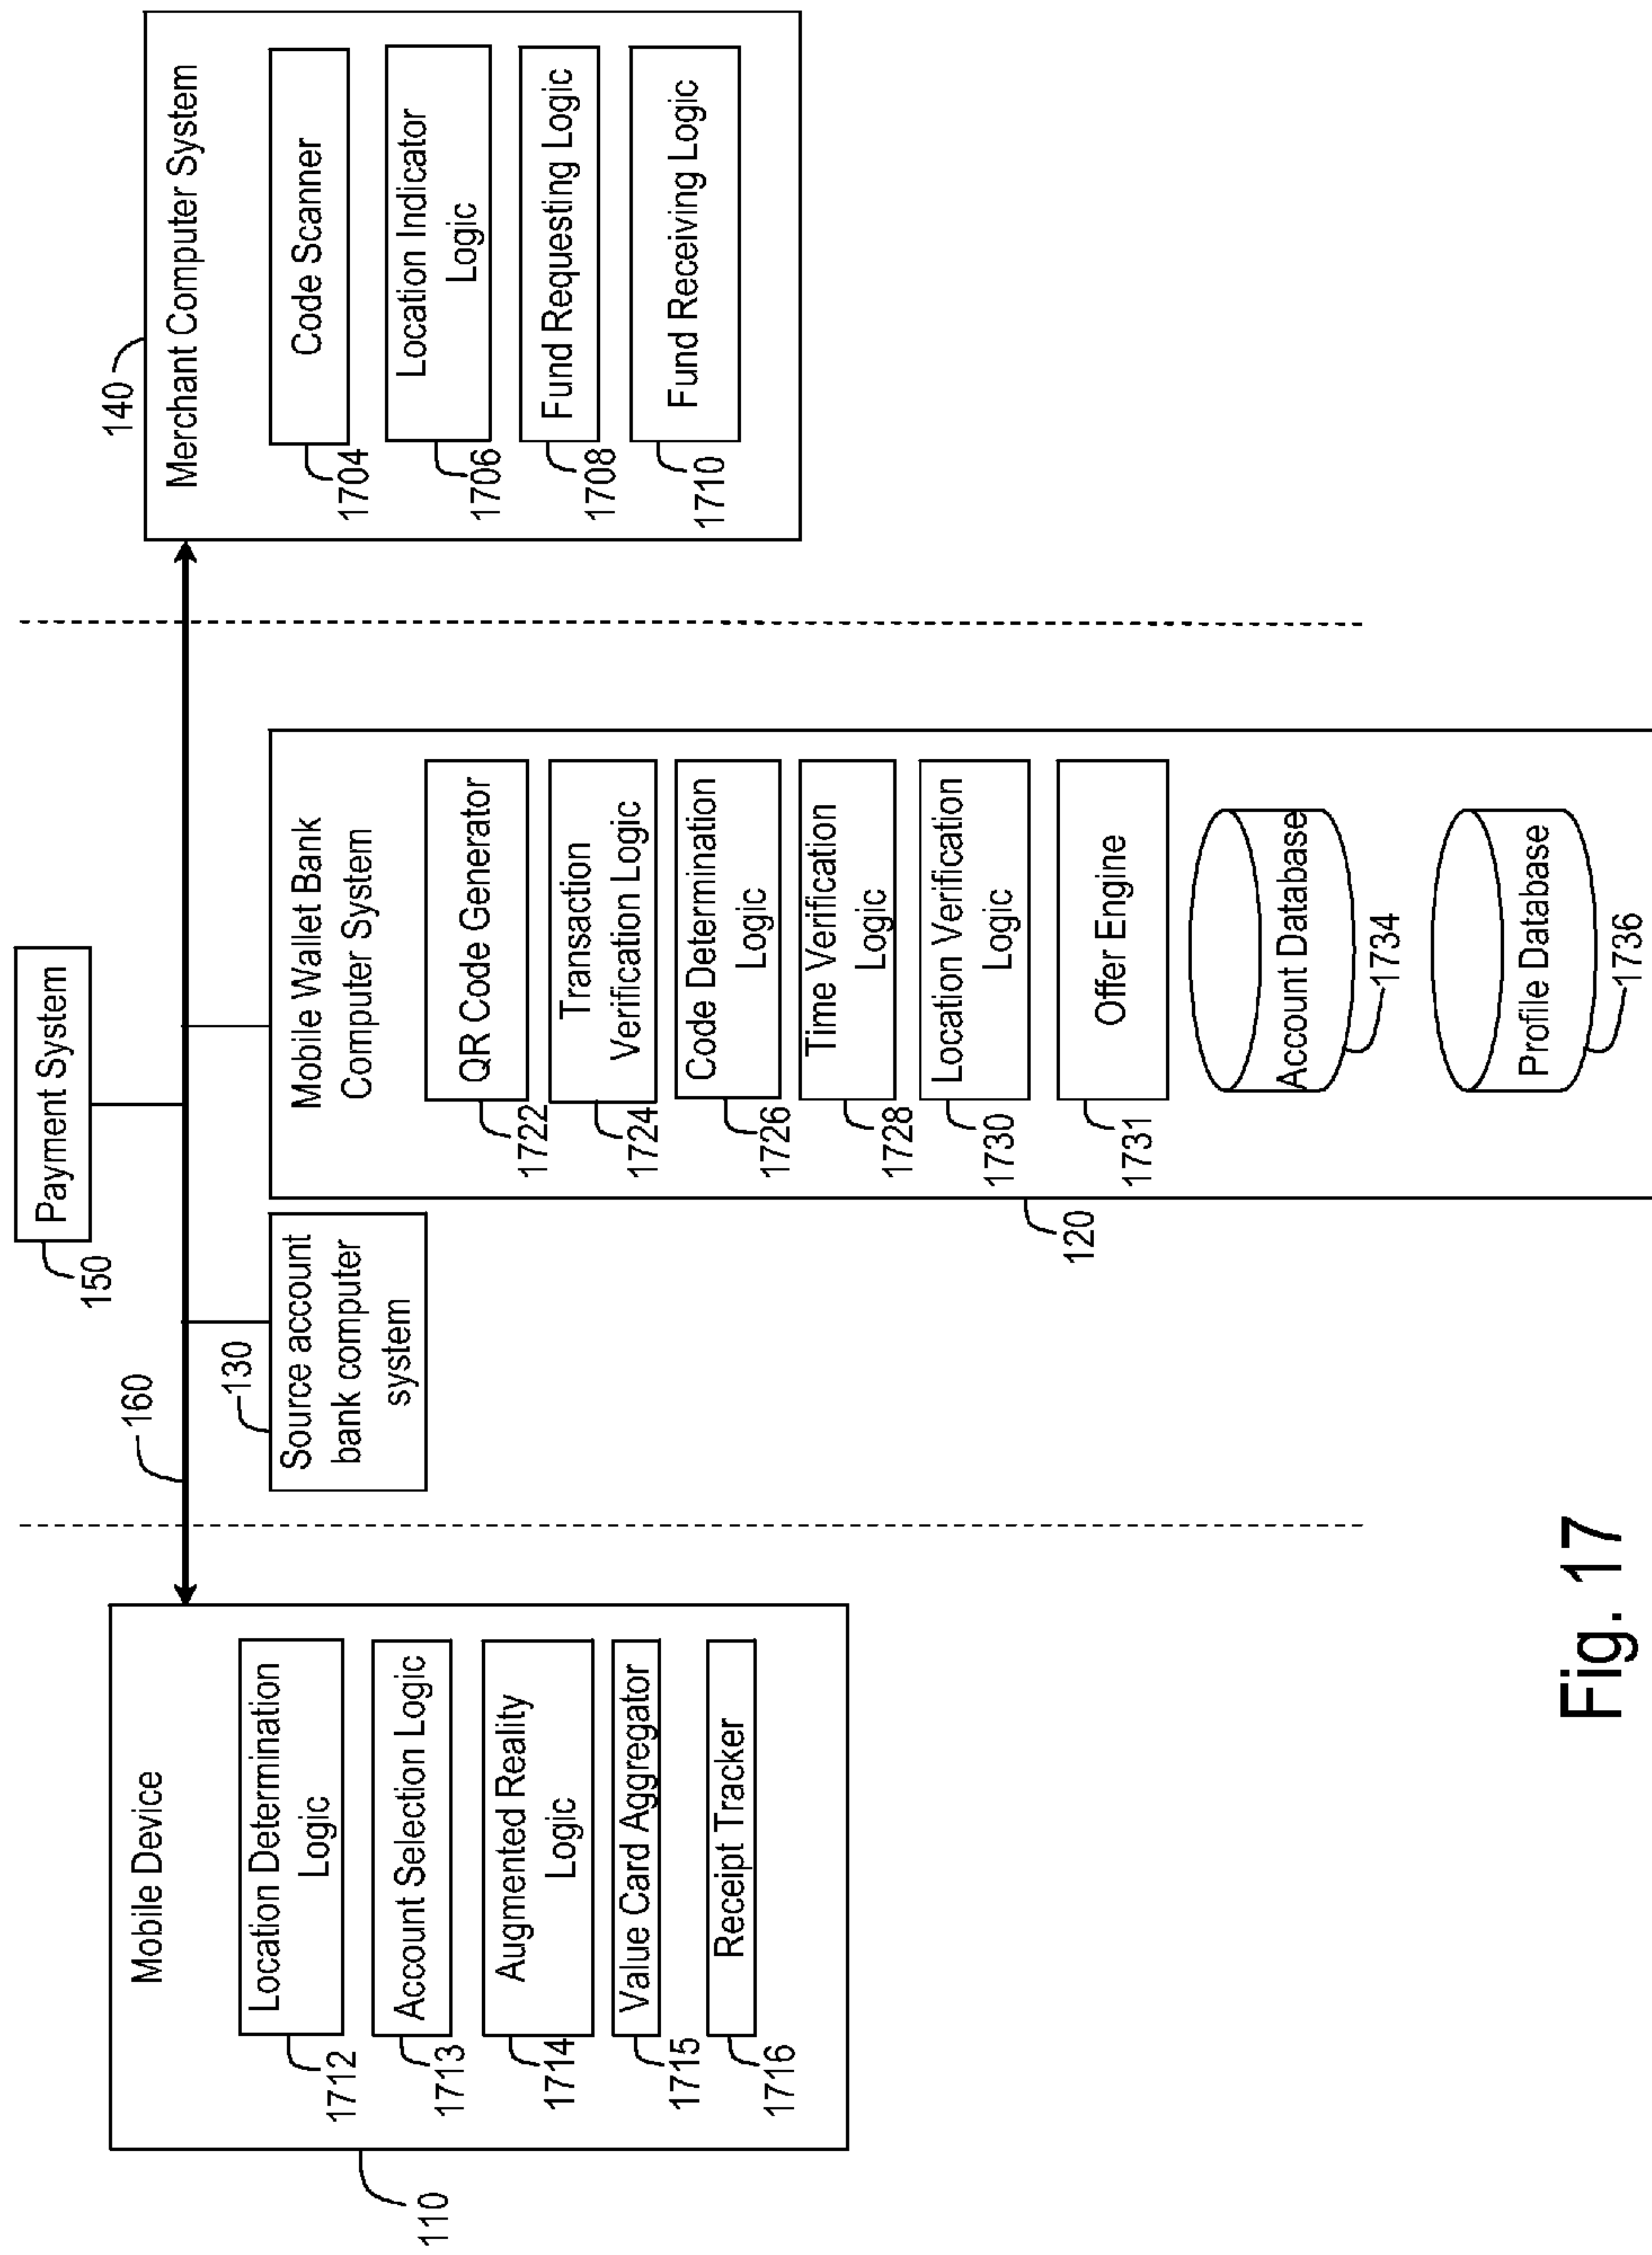 Payment System
150
160
140
Mobile Device
Location Determination
Logic
1712
Account Selection Logic
1713
Augmented Reality
Logic
1714
Value Card Aggregator
1715
Receipt Tracker
1716
110
130
Source account
bank computer
system
Mobile Wallet Bank
Computer System
QR Code Generator
1722
Transaction
Verification Logic
1724
Code Determination
Logic
1726
Time Verification
Logic
1728
Location Verification
Logic
1730
Offer Engine
1731
120
Account Database
1734
Profile Database
1736
Merchant Computer System
Code Scanner
1704
Location Indicator
Logic
1706
Fund Requesting Logic
1708
Fund Receiving Logic
1710
Fig. 17